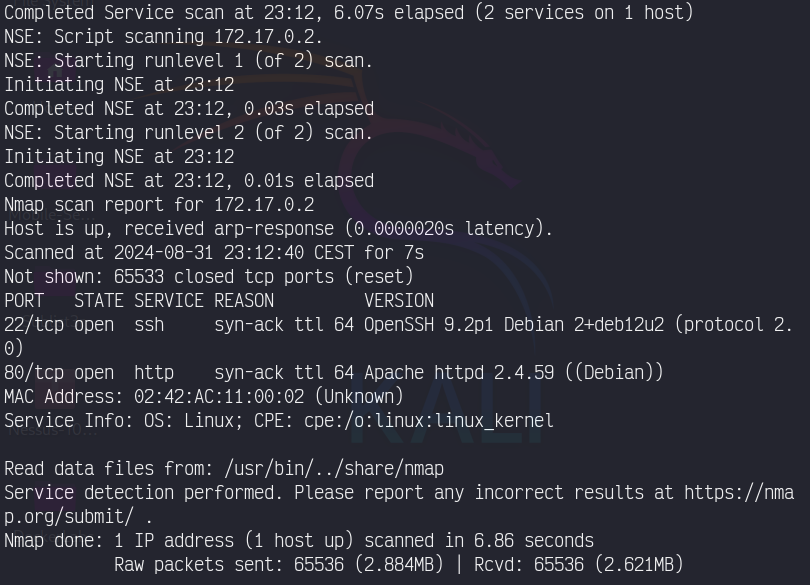 Completed Service scan at 23:12, 6.07s elapsed (2 services on 1 host)
NSE: Script scanning 172.17.0.2.
NSE: Starting runlevel 1 (of 2) scan.
Initiating NSE at 23:12
Completed NSE at 23:12, 0.03s elapsed
NSE: Starting runlevel 2 (of 2) scan.
Initiating NSE at 23:12
Completed NSE at 23:12, 0.01s elapsed
Nmap scan report for 172.17.0.2
Host is up, received arp-response (0.0000020s latency).
Scanned at 2024-08-31 23:12:40 CEST for 7s
Not shown: 65533 closed tcp ports (reset)
PORT   STATE SERVICE REASON         VERSION
22/tcp open  ssh     syn-ack ttl 64 OpenSSH 9.2p1 Debian 2+deb12u2 (protocol 2.
0)
80/tcp open  http    syn-ack ttl 64 Apache httpd 2.4.59 ((Debian))
MAC Address: 02:42:AC:11:00:02 (Unknown)
Service Info: OS: Linux; CPE: cpe:/o:linux:linux_kernel
KALI

Read data files from: /usr/bin/../share/nmap
Service detection performed. Please report any incorrect results at https://nma
p.org/submit/ .
Nmap done: 1 IP address (1 host up) scanned in 6.86 seconds
           Raw packets sent: 65536 (2.884MB) | Rcvd: 65536 (2.621MB)